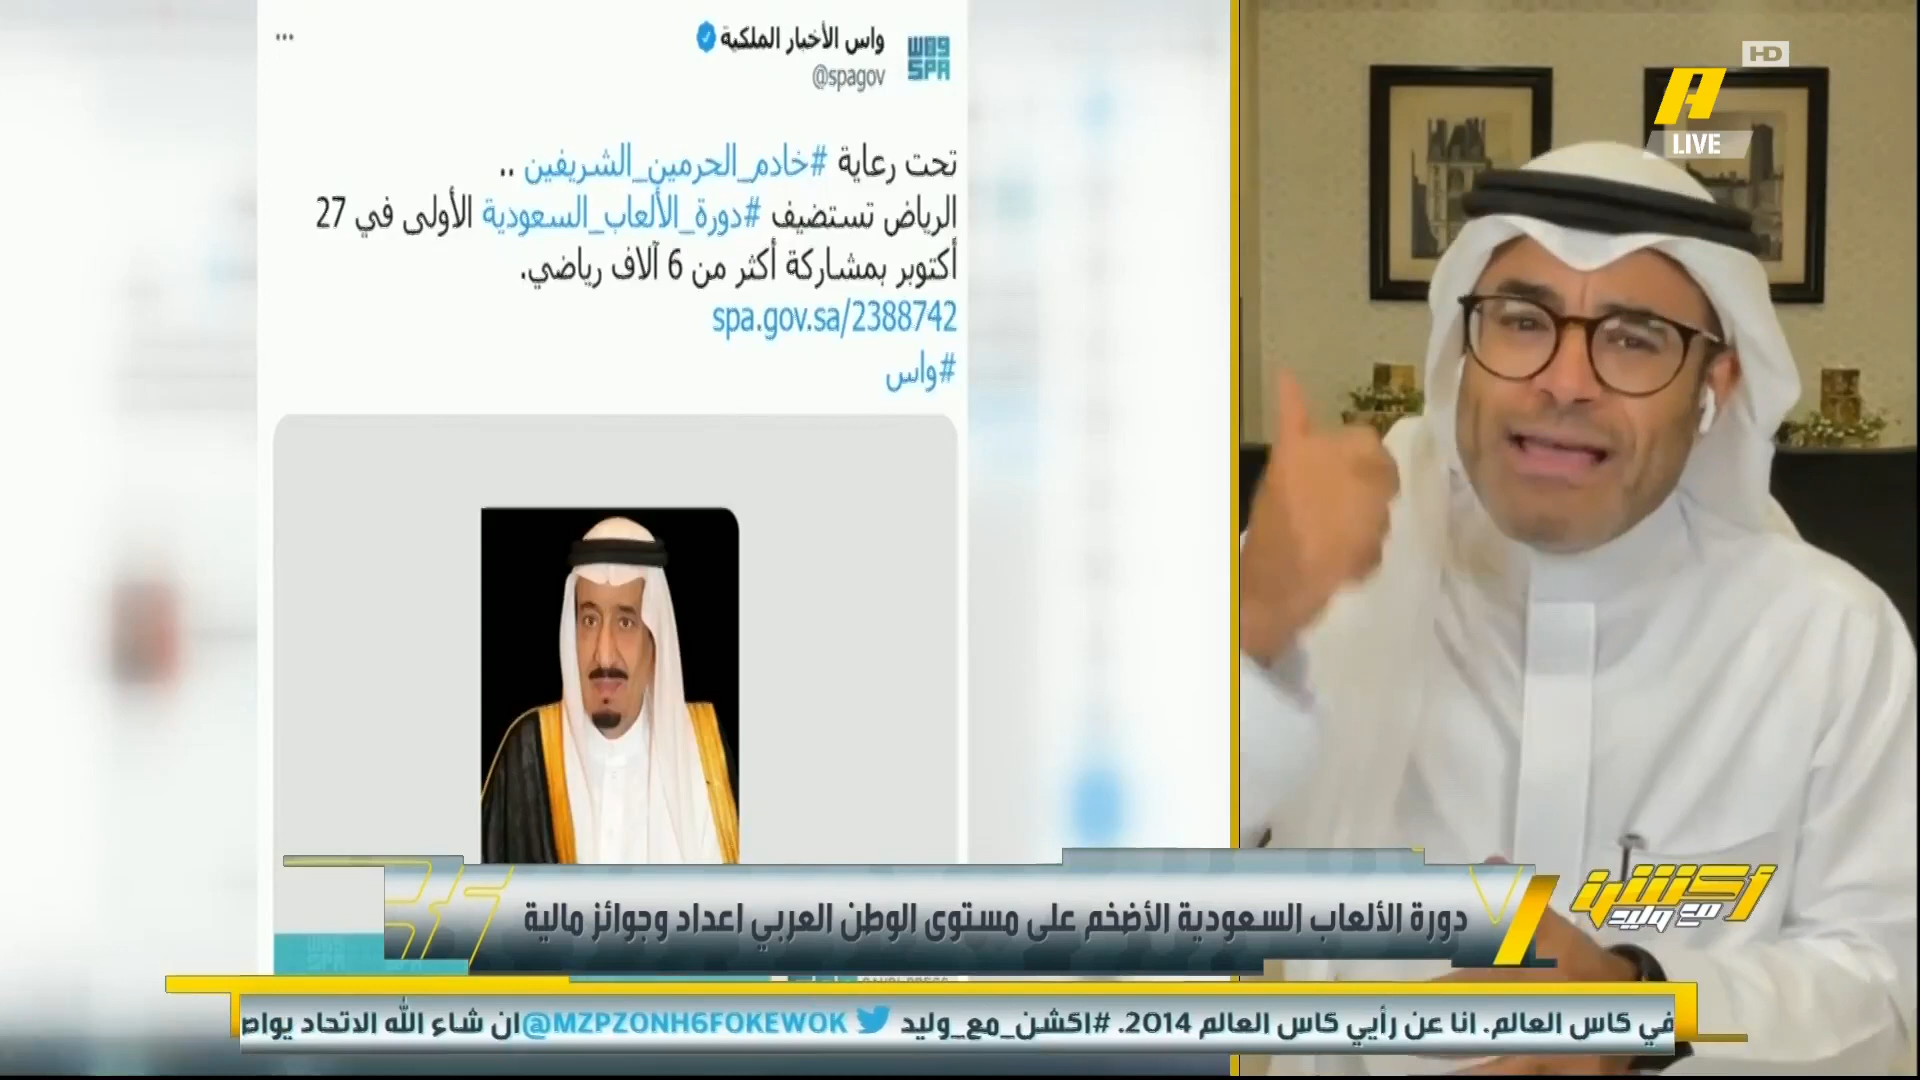 واس الأخبار الملكية
@spagov
WAS
SPA
تحت رعاية #خادم_الحرمين_الشريفين ..
الرياض تستضيف #دورة_الألعاب_السعودية الأولى في 27
أكتوبر بمشاركة أكثر من 6 آلاف رياضي.
spa.gov.sa/2388742
#واس
HD
LIVE
أكشن
مع وليد
دورة الألعاب السعودية الأضخم على مستوى الوطن العربي اعداد وجوائز مالية
في كاس العالم. انا عن رأيي كاس العالم 2014. #اكشن_مع_وليد @MZPZONH6FOKEWOK ان شاء الله الاتحاد يواص